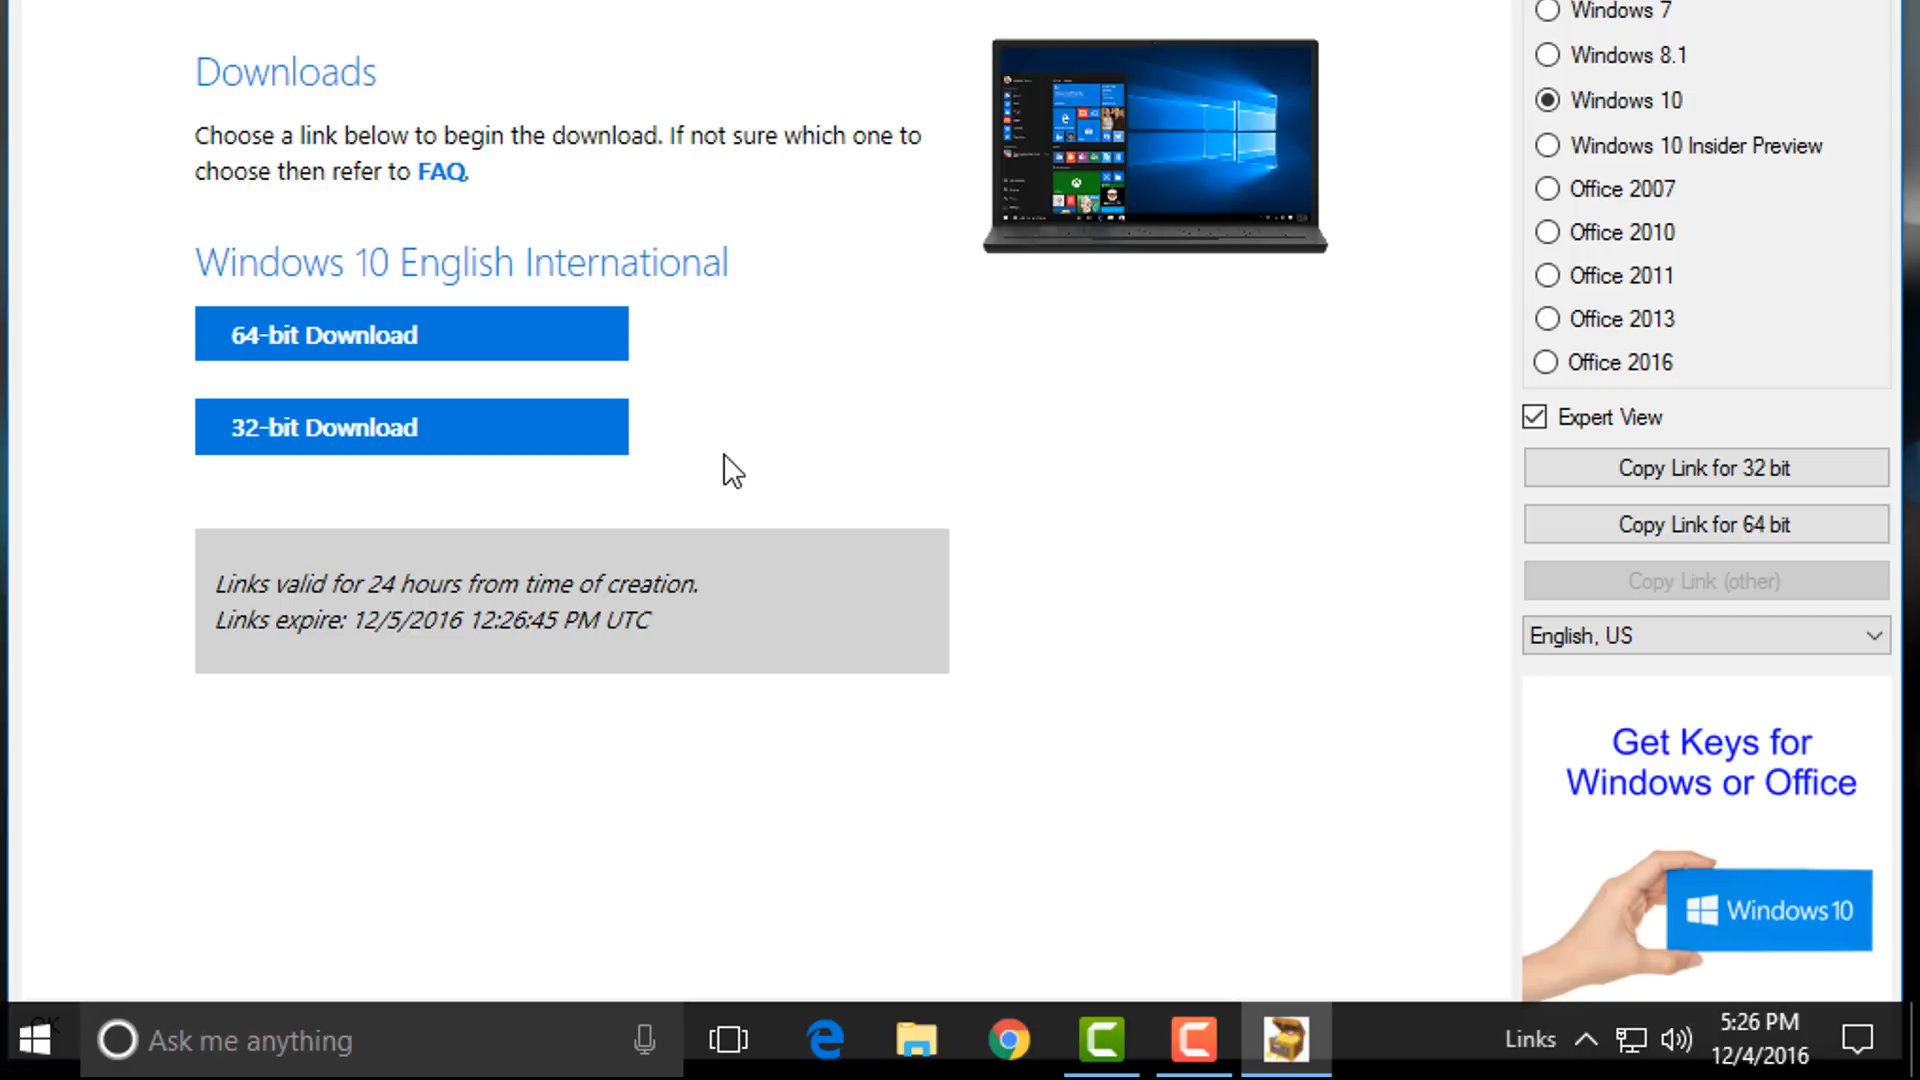 Downloads
Choose a link below to begin the download. If not sure which one to
choose then refer to FAQ.
Windows 10 English International
64-bit Download
32-bit Download
Links valid for 24 hours from time of creation.
Links expire: 12/5/2016 12:26:45 PM UTC
Windows 7
Windows 8.1
Windows 10
Windows 10 Insider Preview
Office 2007
Office 2010
Office 2011
Office 2013
Office 2016
Expert View
Copy Link for 32 bit
Copy Link for 64 bit
Copy Link (other)
English, US
Get Keys for
Windows or Office
Windows 10
OK
Ask me anything
Links
5:26 PM
12/4/2016